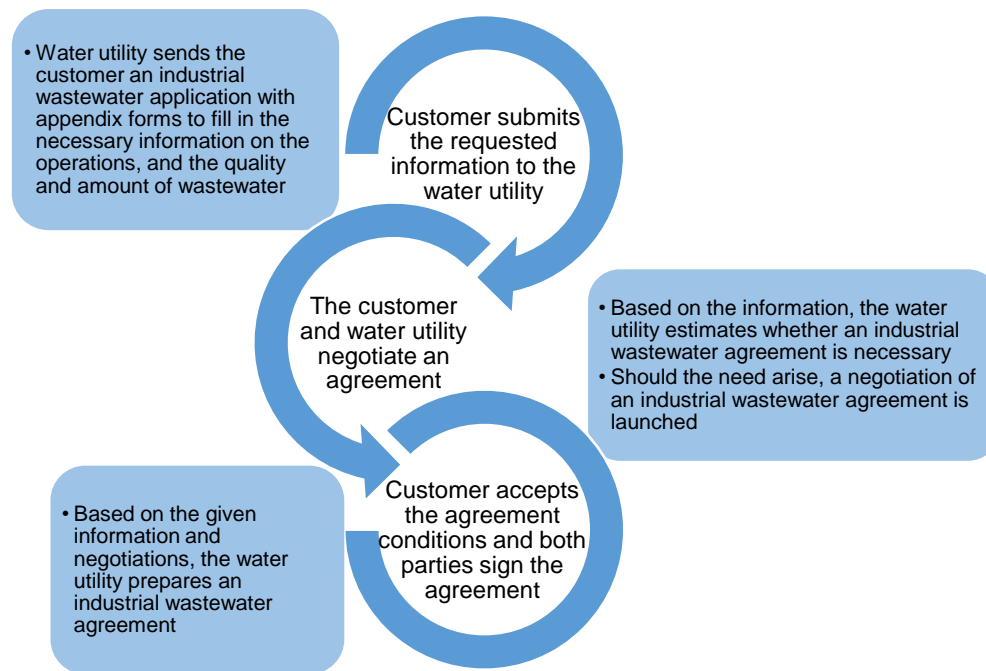 • Water utility sends the
customer an industrial
wastewater application with
appendix forms to fill in the
necessary information on the
operations, and the quality
and amount of wastewater
Customer submits
the requested
information to the
water utility
The customer
and water utility
negotiate an
agreement
• Based on the information, the water
utility estimates whether an industrial
wastewater agreement is necessary
• Should the need arise, a negotiation of
an industrial wastewater agreement is
launched
Customer accepts
the agreement
conditions and both
parties sign the
agreement
• Based on the given
information and
negotiations, the water
utility prepares an
industrial wastewater
agreement